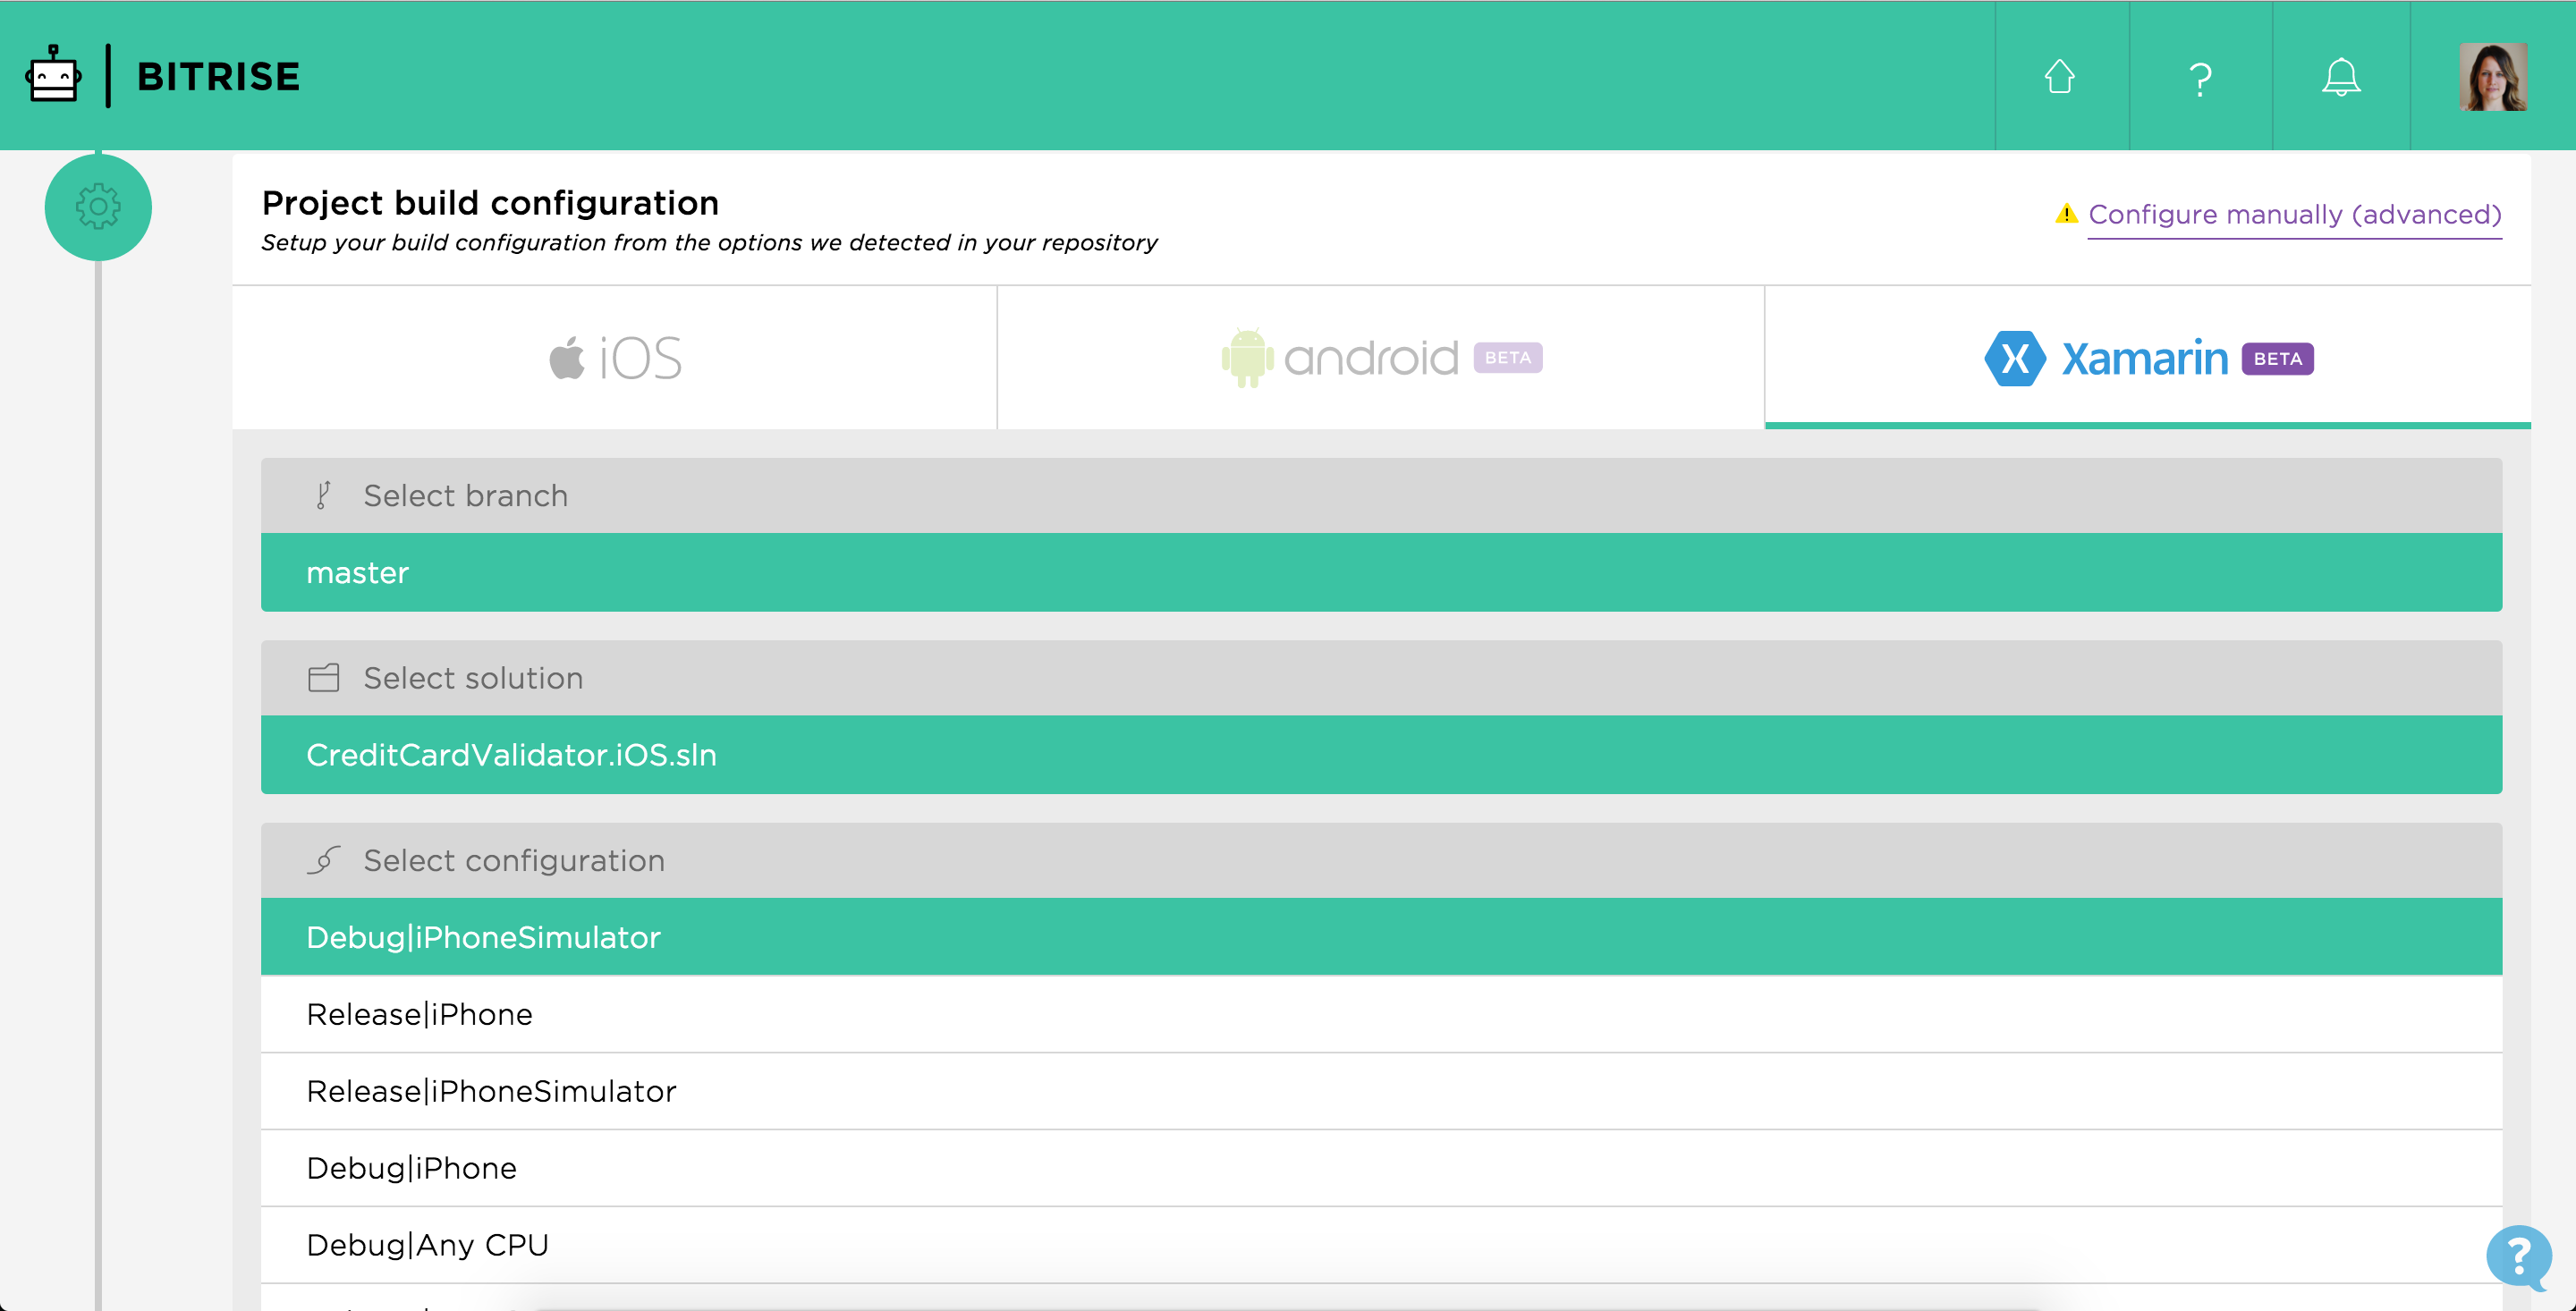 BITRISE
Project build configuration
Configure manually (advanced)
Setup your build configuration from the options we detected in your repository
iOS
android BETA
Xamarin BETA
Select branch
master
Select solution
CreditCardValidator.iOS.sln
Select configuration
Debug|iPhoneSimulator
Release|iPhone
Release|iPhoneSimulator
Debug|iPhone
Debug|Any CPU